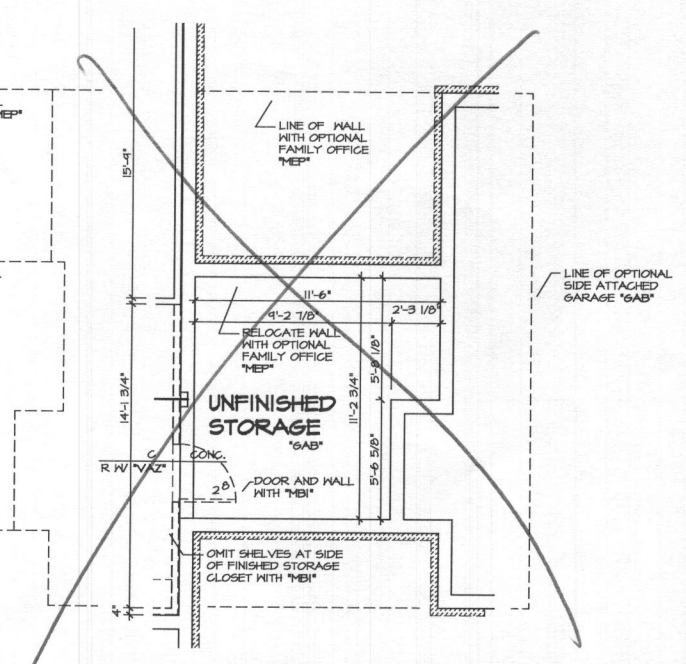 MEP"
15'-9"
LINE OF WALL
WITH OPTIONAL
FAMILY OFFICE
"MEP"
LINE OF OPTIONAL
SIDE ATTACHED
GARAGE "GAB"
11'-6"
9'-2 7/8"
2'-3 1/8"
RELOCATE WALL
WITH OPTIONAL
FAMILY OFFICE
"MEP"
14'-1 3/4"
11'-2 3/4"
5'-8 1/8"
5'-6 5/8"
UNFINISHED
STORAGE
"GAB"
C CONC.
R W/ "VAZ"
2⁸
DOOR AND WALL
WITH "MBI"
OMIT SHELVES AT SIDE
OF FINISHED STORAGE
CLOSET WITH "MBI"
4"